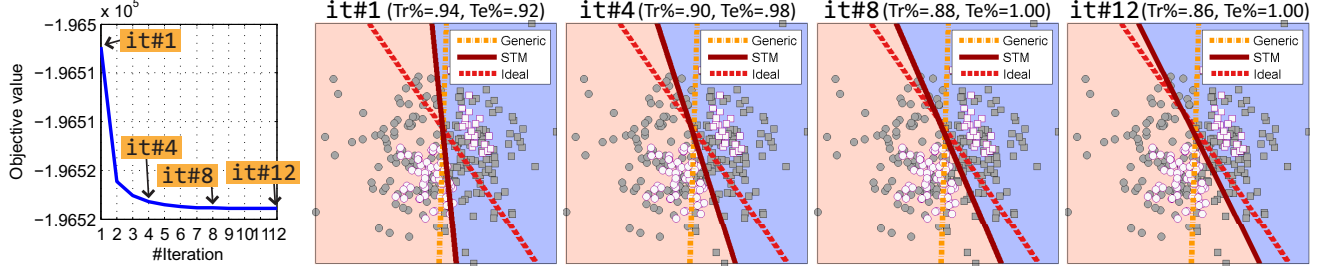 × 10⁵
−1.965
−1.9651
−1.9651
−1.9652
−1.9652
Objective value
it#1
it#4
it#8
it#12
1 2 3 4 5 6 7 8 9 10 11 12
#Iteration
it#1 (Tr%=.94, Te%=.92)
Generic
STM
Ideal
it#4 (Tr%=.90, Te%=.98)
Generic
STM
Ideal
it#8 (Tr%=.88, Te%=1.00)
Generic
STM
Ideal
it#12 (Tr%=.86, Te%=1.00)
Generic
STM
Ideal